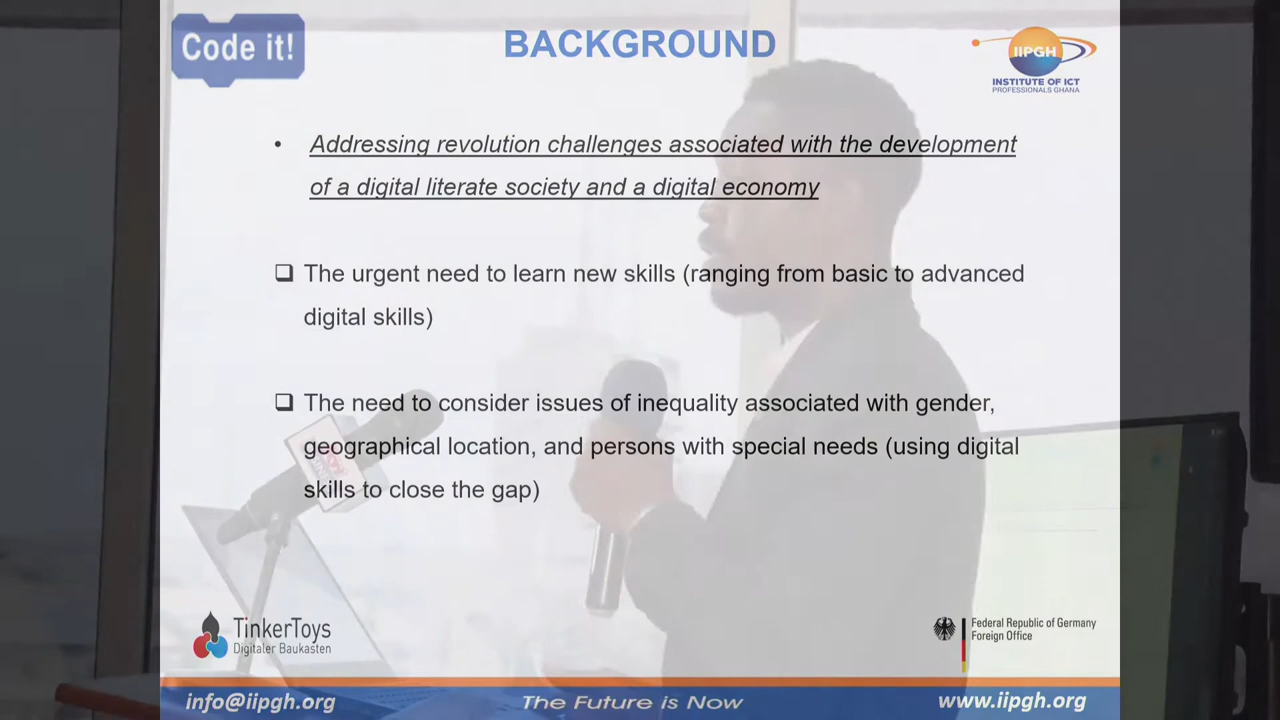 Code it!
BACKGROUND
IIPGH
INSTITUTE OF ICT
PROFESSIONALS GHANA
• Addressing revolution challenges associated with the development
of a digital literate society and a digital economy
❑ The urgent need to learn new skills (ranging from basic to advanced
digital skills)
❑ The need to consider issues of inequality associated with gender,
geographical location, and persons with special needs (using digital
skills to close the gap)
TinkerToys
Digitaler Baukasten
Federal Republic of Germany
Foreign Office
info@iipgh.org
The Future is Now
www.iipgh.org